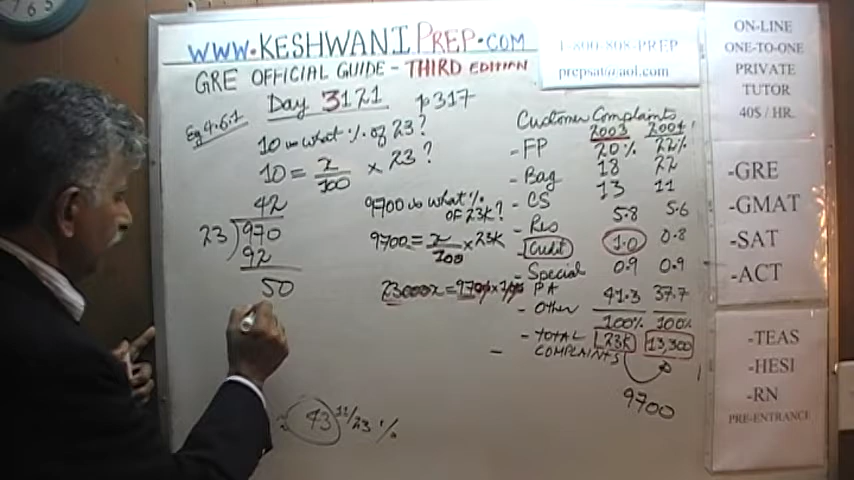 WWW.KESHWANI PREP.COM
1-800-808-PREP
prepsat@aol.com
GRE OFFICIAL GUIDE - THIRD EDITION
Day 3121 p317
Eg 4.6.1
10 is what % of 23?
10 = x/100 × 23?
42
23)970
92
50
9700 is what %
of 23K?
9700 = x/100 × 23K
23000x = 9700 × 100
43 11/23 %
Customer Complaints
2003 2004
- FP 20% 22%
- Bag 18 22
- CS 13 11
- Res 5.8 5.6
- Credit 1.0 0.8
- Special 0.9 0.9
PA
- Other 41.3 37.7
100% 100%
- TOTAL 23K 13,300
COMPLAINTS
9700
ON-LINE
ONE-TO-ONE
PRIVATE
TUTOR
40$ / HR.
-GRE
-GMAT
-SAT
-ACT
-TEAS
-HESI
-RN
PRE-ENTRANCE